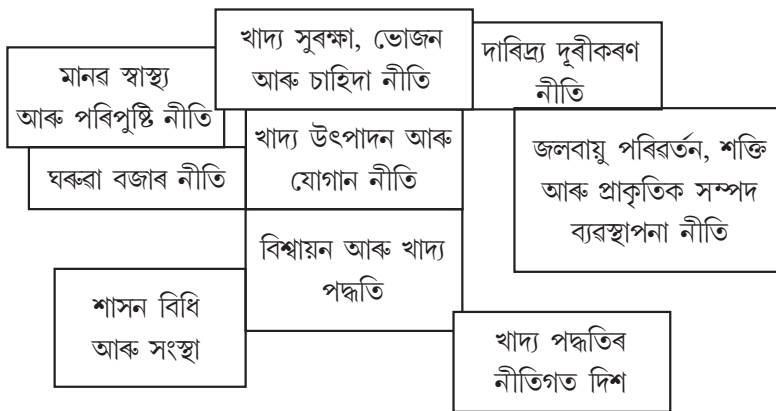 খাদ্য সুৰক্ষা, ভোজন
আৰু চাহিদা নীতি
দাৰিদ্ৰ্য দূৰীকৰণ
নীতি
মানৱ স্বাস্থ্য
আৰু পৰিপুষ্টি নীতি
খাদ্য উৎপাদন আৰু
যোগান নীতি
জলবায়ু পৰিৱৰ্তন, শক্তি
আৰু প্ৰাকৃতিক সম্পদ
ব্যৱস্থাপনা নীতি
ঘৰুৱা বজাৰ নীতি
বিশ্বায়ন আৰু খাদ্য
পদ্ধতি
শাসন বিধি
আৰু সংস্থা
খাদ্য পদ্ধতিৰ
নীতিগত দিশ